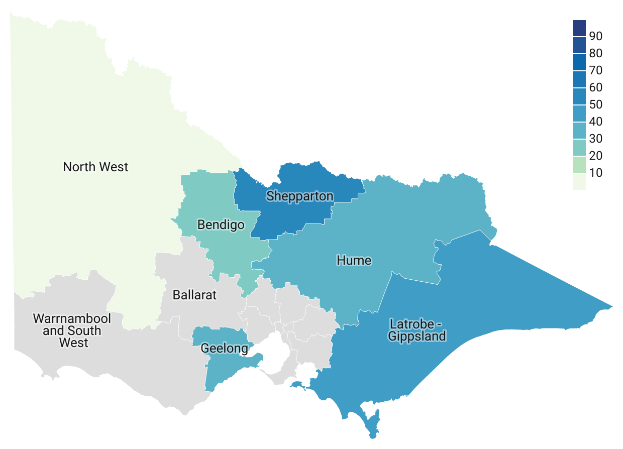 90
80
70
60
50
40
30
20
10
North West
Shepparton
Bendigo
Hume
Ballarat
Warrnambool
and South
West
Latrobe -
Gippsland
Geelong